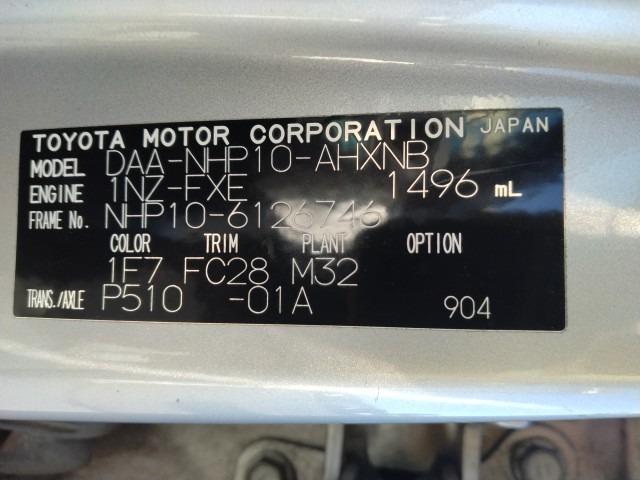 TOYOTA MOTOR CORPORATION JAPAN
MODEL DAA-NHP10-AHXNB
ENGINE 1NZ-FXE 1496 mL
FRAME No. NHP10-6126746
COLOR TRIM PLANT OPTION
1F7 FC28 M32
TRANS./AXLE P510 -01A 904